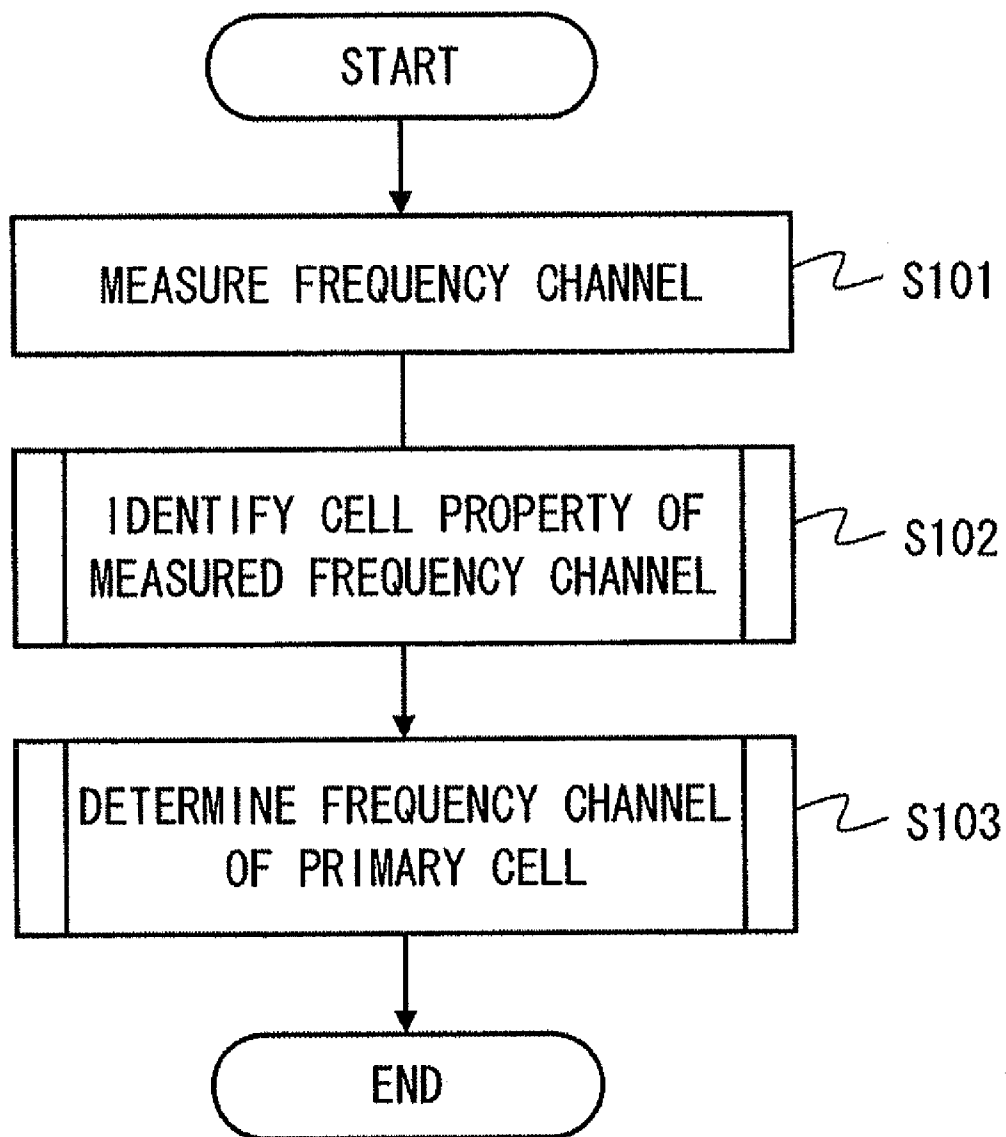 START
MEASURE FREQUENCY CHANNEL
S101
IDENTIFY CELL PROPERTY OF
MEASURED FREQUENCY CHANNEL
S102
DETERMINE FREQUENCY CHANNEL
OF PRIMARY CELL
S103
END